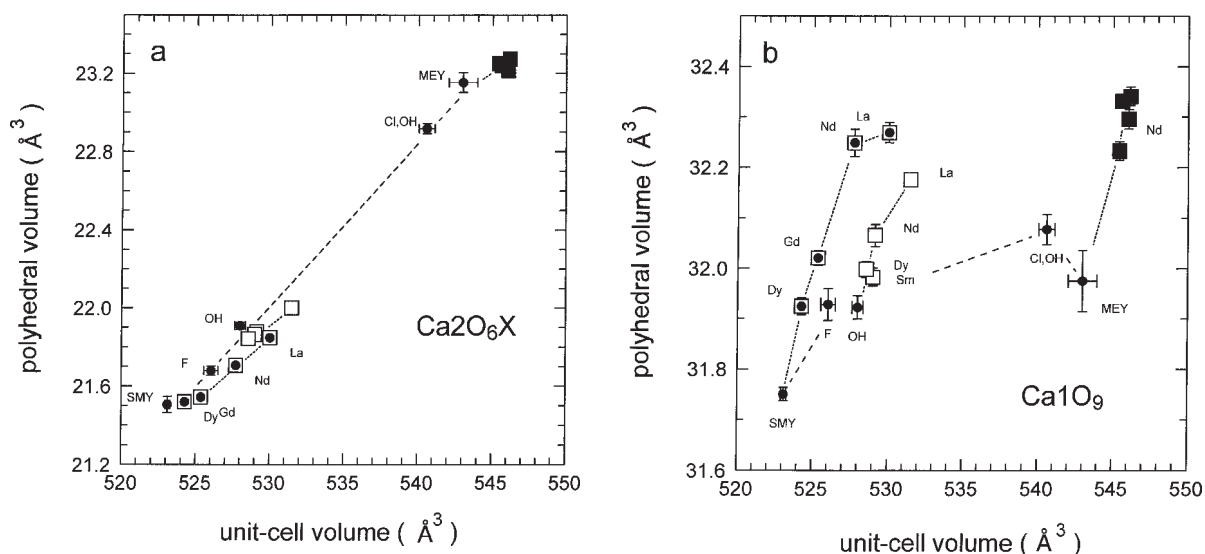 a
23.2
22.8
22.4
22.0
21.6
21.2
520
525
530
535
540
545
550
polyhedral volume ( Å³ )
unit-cell volume ( Å³ )
MEY
Cl,OH
OH
F
SMY
Dy
Gd
Nd
La
Ca2O₆X
b
32.4
32.2
32.0
31.8
31.6
520
525
530
535
540
545
550
polyhedral volume ( Å³ )
unit-cell volume ( Å³ )
La
Nd
Nd
La
Gd
Nd
Dy
Dy
Sm
F
OH
Cl,OH
MEY
SMY
Ca1O₉